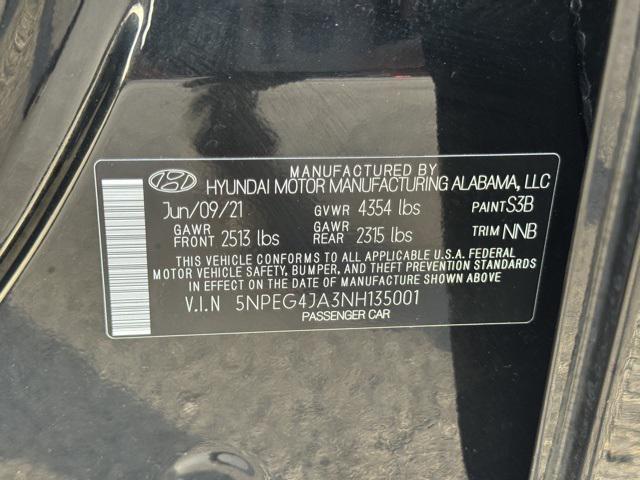 MANUFACTURED BY
HYUNDAI MOTOR MANUFACTURING ALABAMA, LLC
Jun/09/21 GVWR 4354 lbs PAINT S3B
GAWR FRONT 2513 lbs GAWR REAR 2315 lbs TRIM NNB
THIS VEHICLE CONFORMS TO ALL APPLICABLE U.S.A. FEDERAL
MOTOR VEHICLE SAFETY, BUMPER, AND THEFT PREVENTION STANDARDS
IN EFFECT ON THE DATE OF MANUFACTURE SHOWN ABOVE
V.I.N 5NPEG4JA3NH135001
PASSENGER CAR